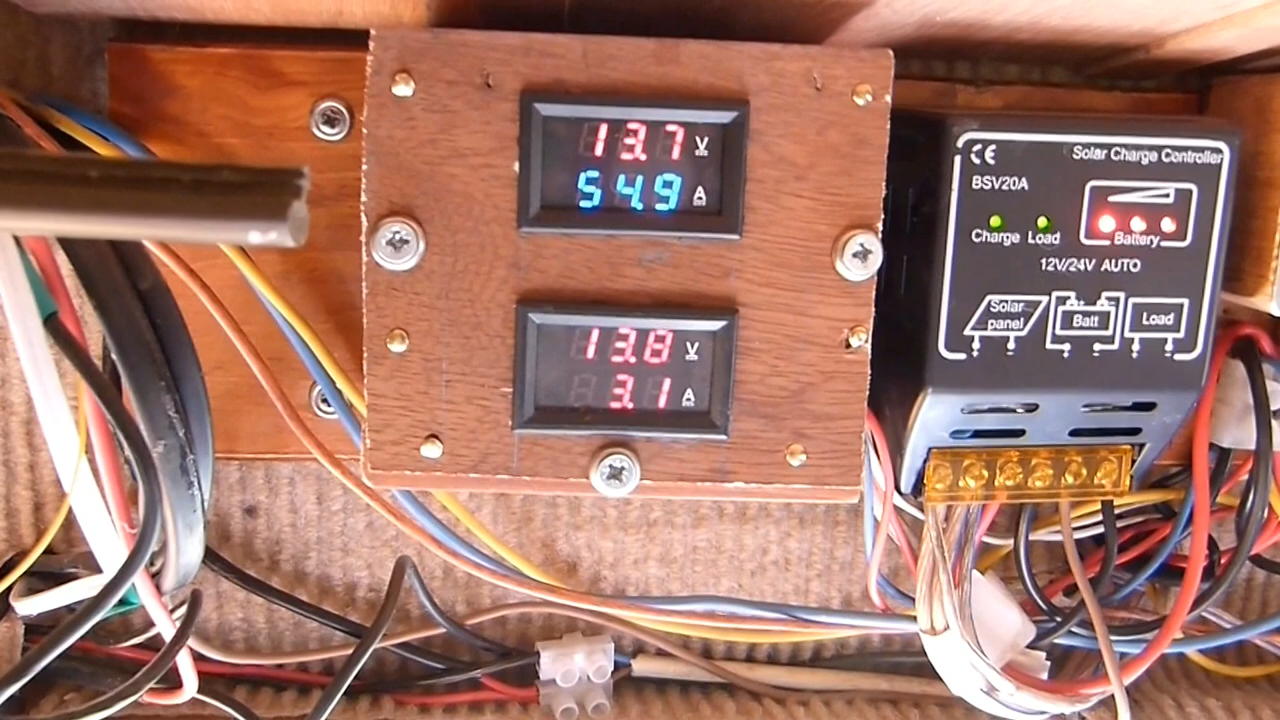 13.7 V
54.9 A
13.8 V
3.1 A
CE Solar Charge Controller
BSV20A
Charge Load Battery
12V/24V AUTO
Solar
panel
Batt
Load
+ - + - + -